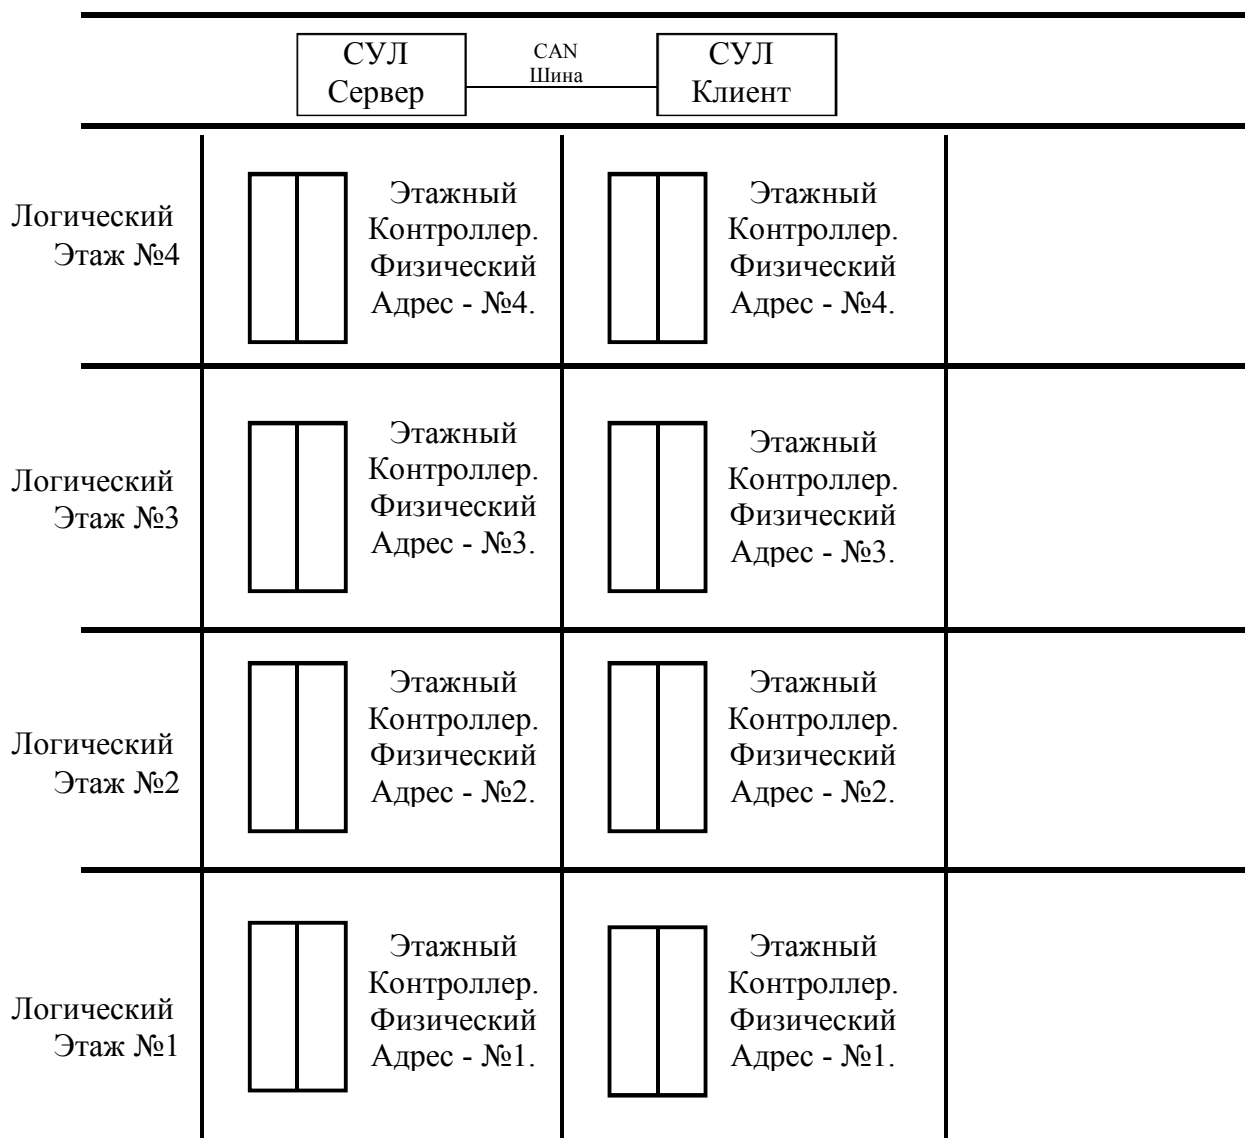 СУЛ
Сервер
CAN
Шина
СУЛ
Клиент
Логический
Этаж №4
Этажный
Контроллер.
Физический
Адрес - №4.
Этажный
Контроллер.
Физический
Адрес - №4.
Логический
Этаж №3
Этажный
Контроллер.
Физический
Адрес - №3.
Этажный
Контроллер.
Физический
Адрес - №3.
Логический
Этаж №2
Этажный
Контроллер.
Физический
Адрес - №2.
Этажный
Контроллер.
Физический
Адрес - №2.
Логический
Этаж №1
Этажный
Контроллер.
Физический
Адрес - №1.
Этажный
Контроллер.
Физический
Адрес - №1.